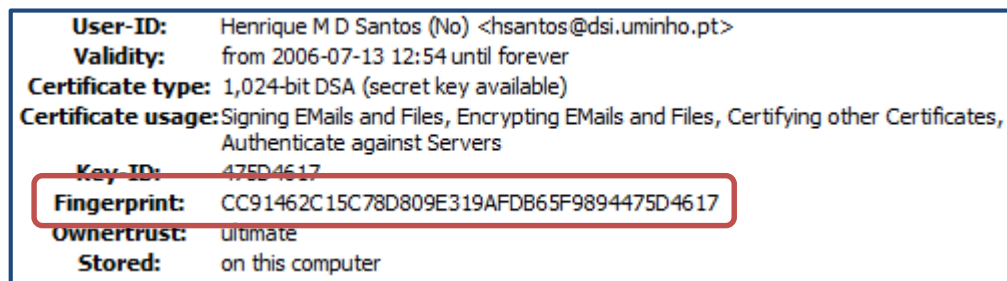 User-ID: Henrique M D Santos (No) <hsantos@dsi.uminho.pt>
Validity: from 2006-07-13 12:54 until forever
Certificate type: 1,024-bit DSA (secret key available)
Certificate usage: Signing EMails and Files, Encrypting EMails and Files, Certifying other Certificates,
Authenticate against Servers
Key-ID: 475D4617
Fingerprint: CC91462C15C78D809E319AFDB65F9894475D4617
Ownertrust: ultimate
Stored: on this computer